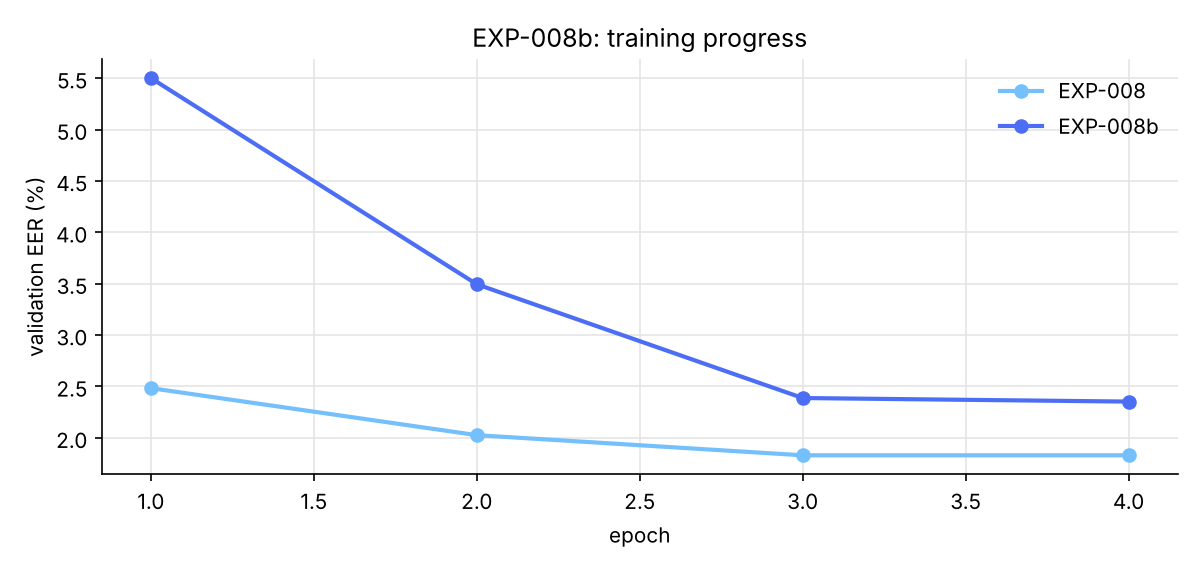 EXP-008b: training progress
EXP-008
EXP-008b
validation EER (%)
5.5
5.0
4.5
4.0
3.5
3.0
2.5
2.0
1.0 1.5 2.0 2.5 3.0 3.5 4.0
epoch